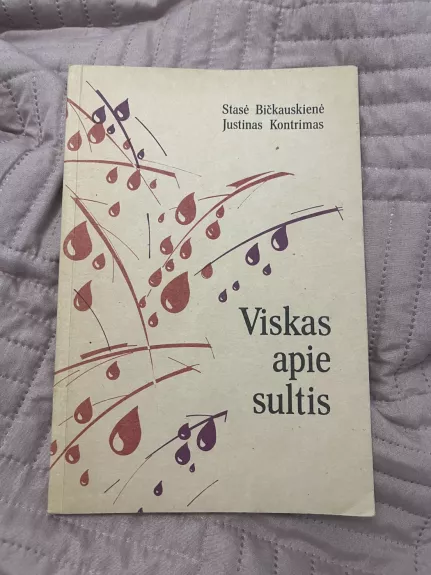 Stasė Bičkauskienė
Justinas Kontrimas
Viskas
apie
sultis